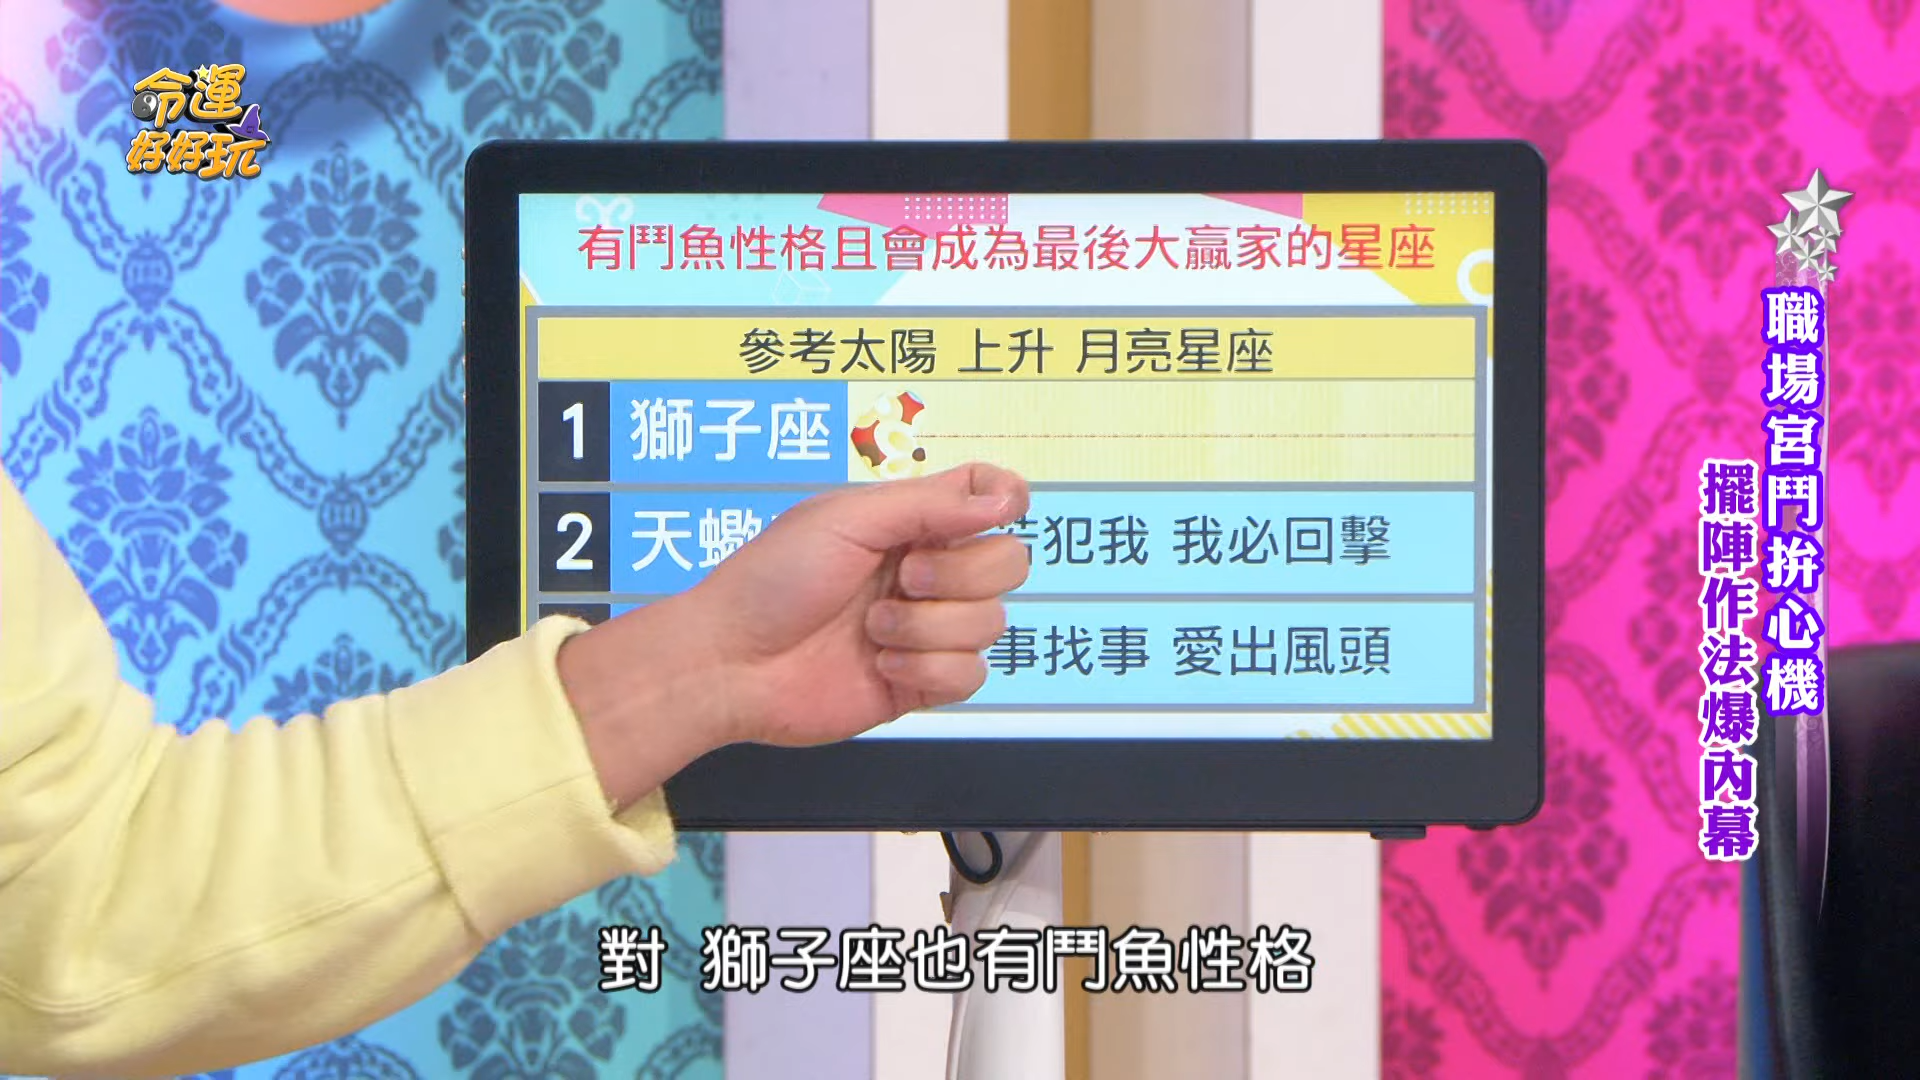 命運
好好玩
有鬥魚性格且會成為最後大贏家的星座
參考太陽 上升 月亮星座
1 獅子座
2 天蠍 犯我 我必回擊
事找事 愛出風頭
職場宮鬥拚心機
擺陣作法爆內幕
對 獅子座也有鬥魚性格